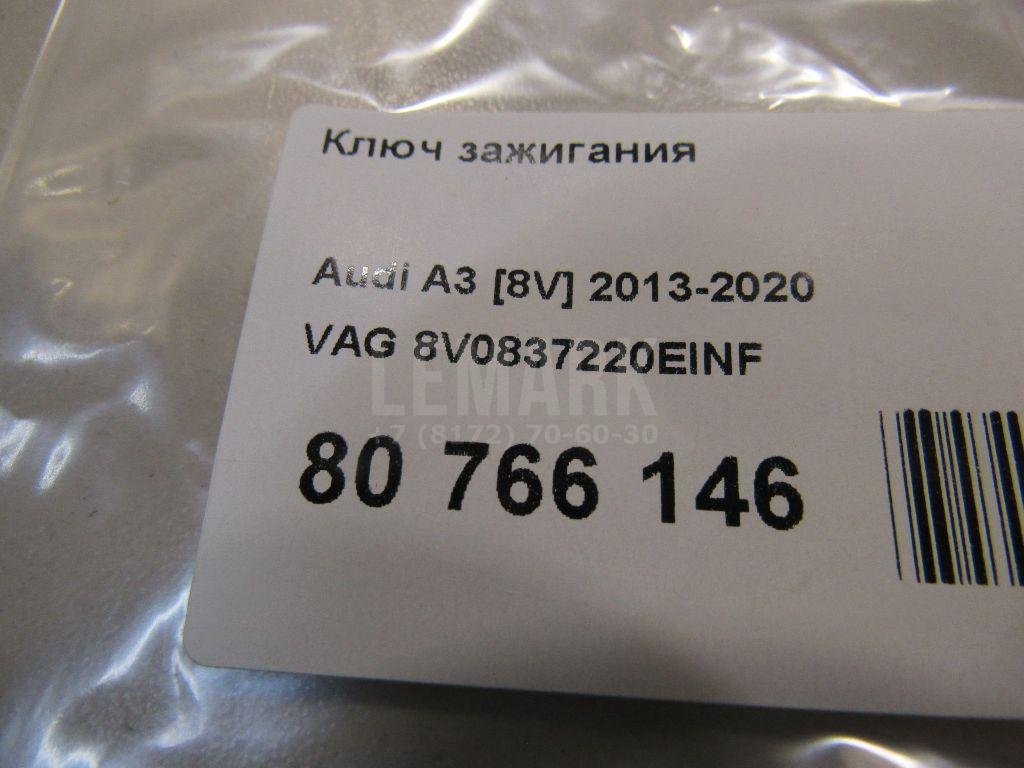 Ключ зажигания
Audi A3 [8V] 2013-2020
VAG 8V0837220EINF
LEMARK
+7 (8172) 70-60-30
80 766 146